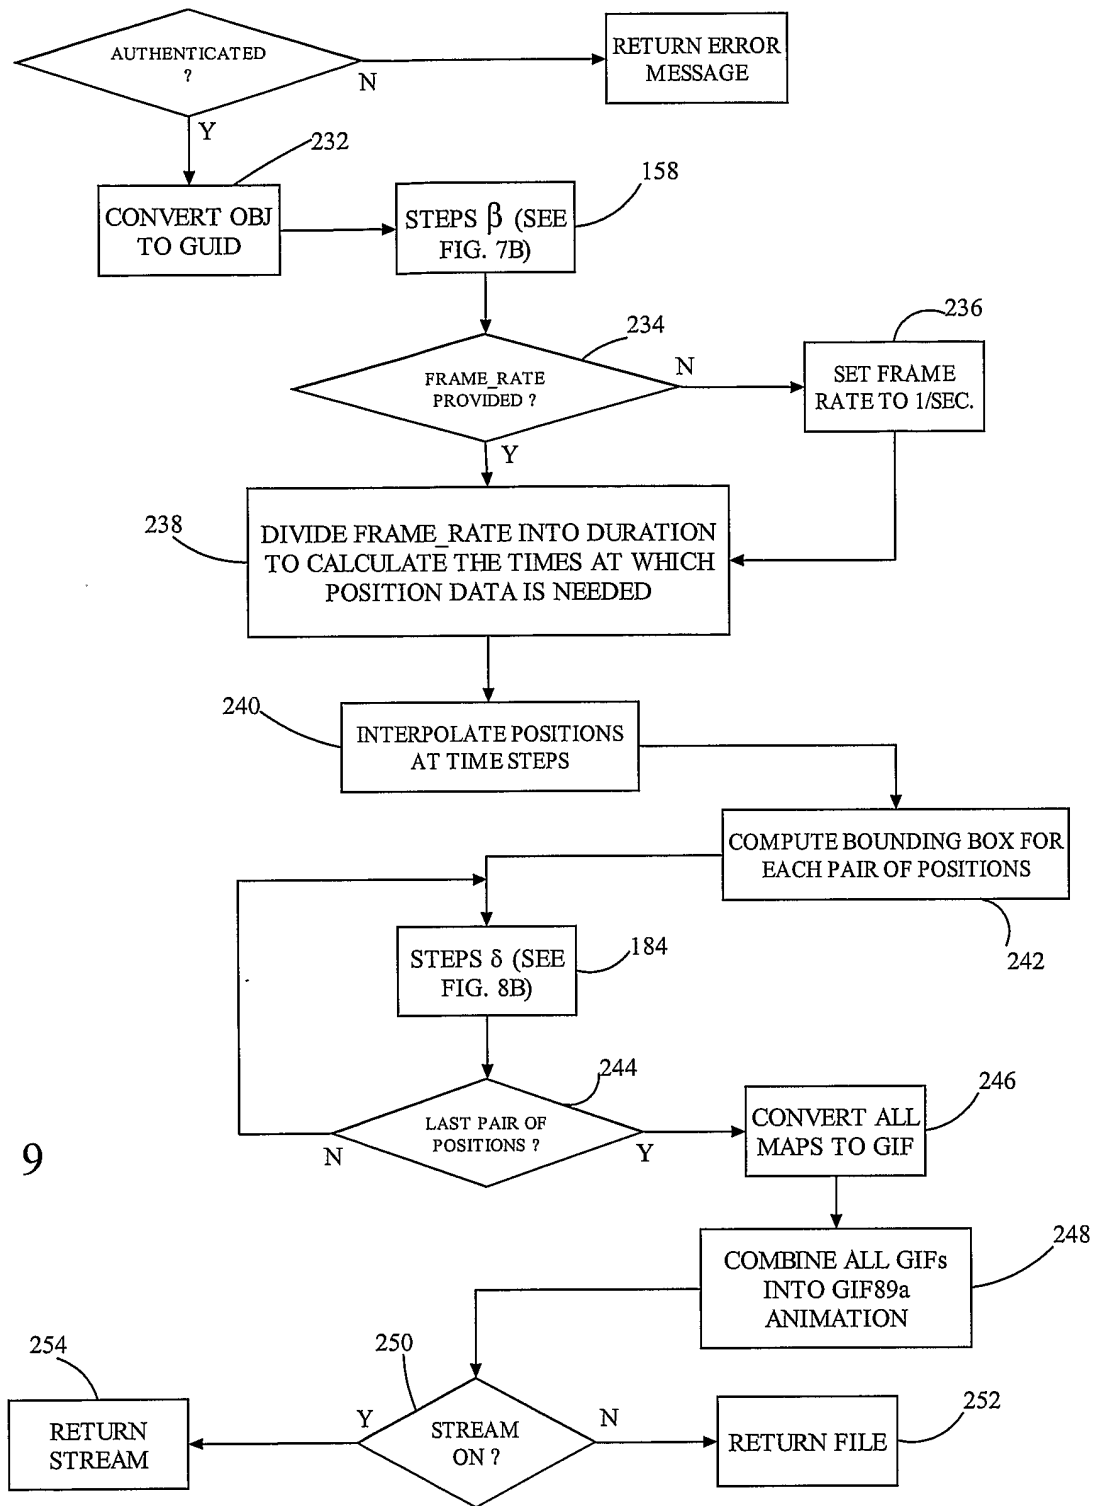 AUTHENTICATED
?
N
RETURN ERROR
MESSAGE
Y
232
CONVERT OBJ
TO GUID
158
STEPS β (SEE
FIG. 7B)
234
236
FRAME_RATE
PROVIDED ?
N
SET FRAME
RATE TO 1/SEC.
Y
238
DIVIDE FRAME_RATE INTO DURATION
TO CALCULATE THE TIMES AT WHICH
POSITION DATA IS NEEDED
240
INTERPOLATE POSITIONS
AT TIME STEPS
COMPUTE BOUNDING BOX FOR
EACH PAIR OF POSITIONS
242
STEPS δ (SEE
FIG. 8B)
184
244
LAST PAIR OF
POSITIONS ?
N
Y
246
CONVERT ALL
MAPS TO GIF
9
248
COMBINE ALL GIFs
INTO GIF89a
ANIMATION
254
250
RETURN
STREAM
Y
STREAM
ON ?
N
252
RETURN FILE